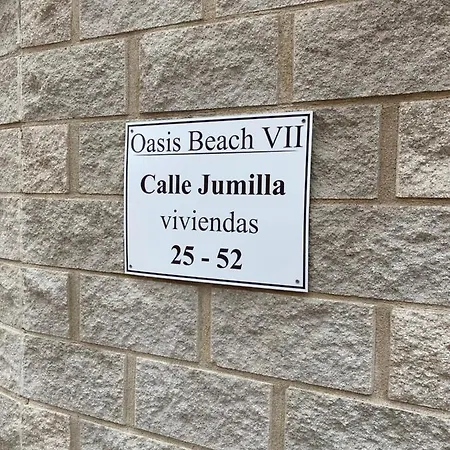 Oasis Beach VII
Calle Jumilla
viviendas
25 - 52